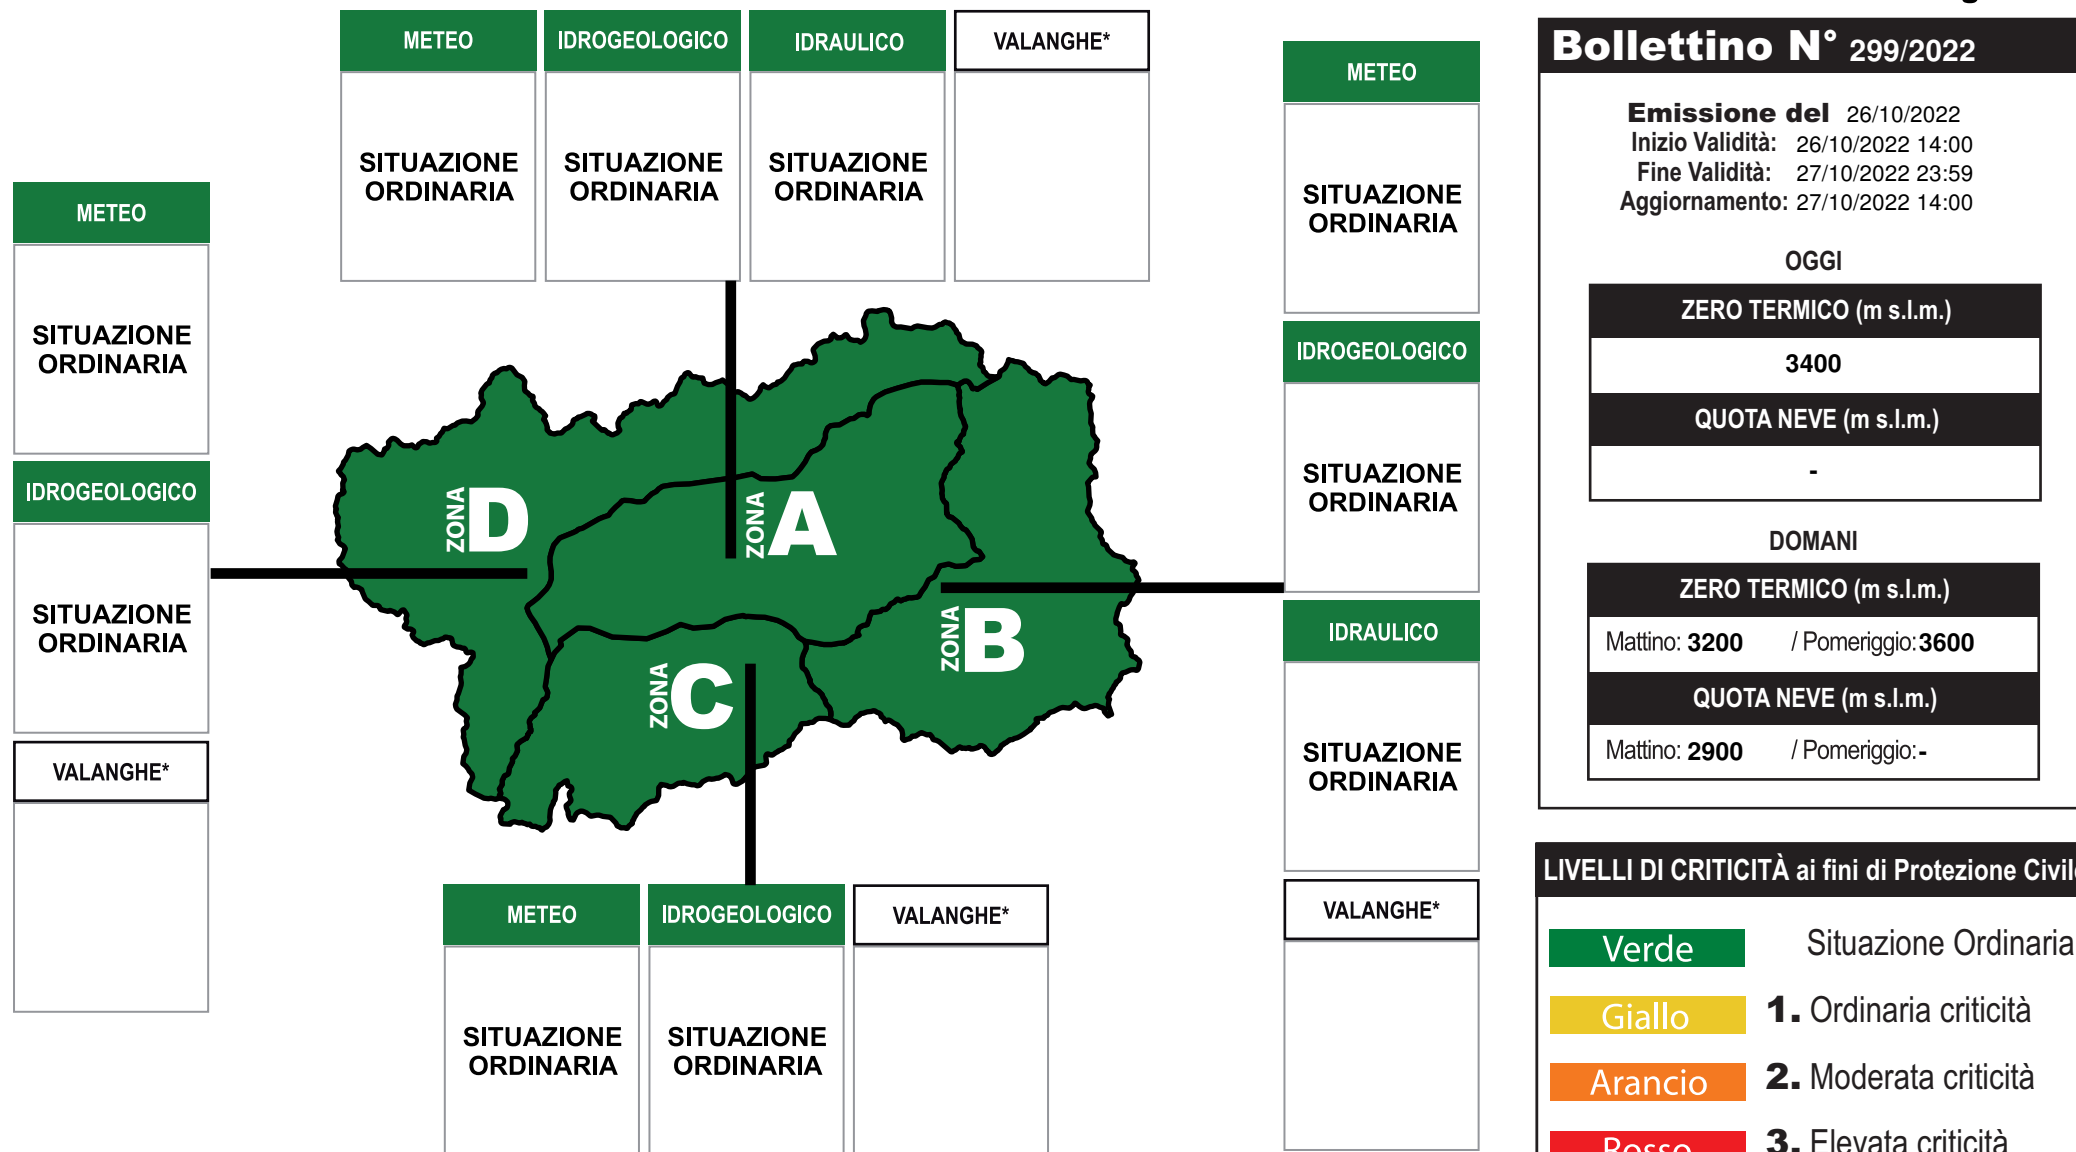 METEO IDROGEOLOGICO IDRAULICO VALANGHE*
SITUAZIONE ORDINARIA
SITUAZIONE ORDINARIA
SITUAZIONE ORDINARIA
METEO
SITUAZIONE
ORDINARIA
IDROGEOLOGICO
SITUAZIONE
ORDINARIA
VALANGHE*
ZONA D
ZONA A
ZONA B
ZONA C
METEO
SITUAZIONE
ORDINARIA
IDROGEOLOGICO
SITUAZIONE
ORDINARIA
IDRAULICO
SITUAZIONE
ORDINARIA
VALANGHE*
METEO IDROGEOLOGICO VALANGHE*
SITUAZIONE ORDINARIA
SITUAZIONE ORDINARIA
Bollettino N° 299/2022
Emissione del 26/10/2022
Inizio Validità: 26/10/2022 14:00
Fine Validità: 27/10/2022 23:59
Aggiornamento: 27/10/2022 14:00
OGGI
ZERO TERMICO (m s.l.m.)
3400
QUOTA NEVE (m s.l.m.)
-
DOMANI
ZERO TERMICO (m s.l.m.)
Mattino: 3200 / Pomeriggio: 3600
QUOTA NEVE (m s.l.m.)
Mattino: 2900 / Pomeriggio: -
LIVELLI DI CRITICITÀ ai fini di Protezione Civile
Verde Situazione Ordinaria
Giallo 1. Ordinaria criticità
Arancio 2. Moderata criticità
Rosso 3. Elevata criticità